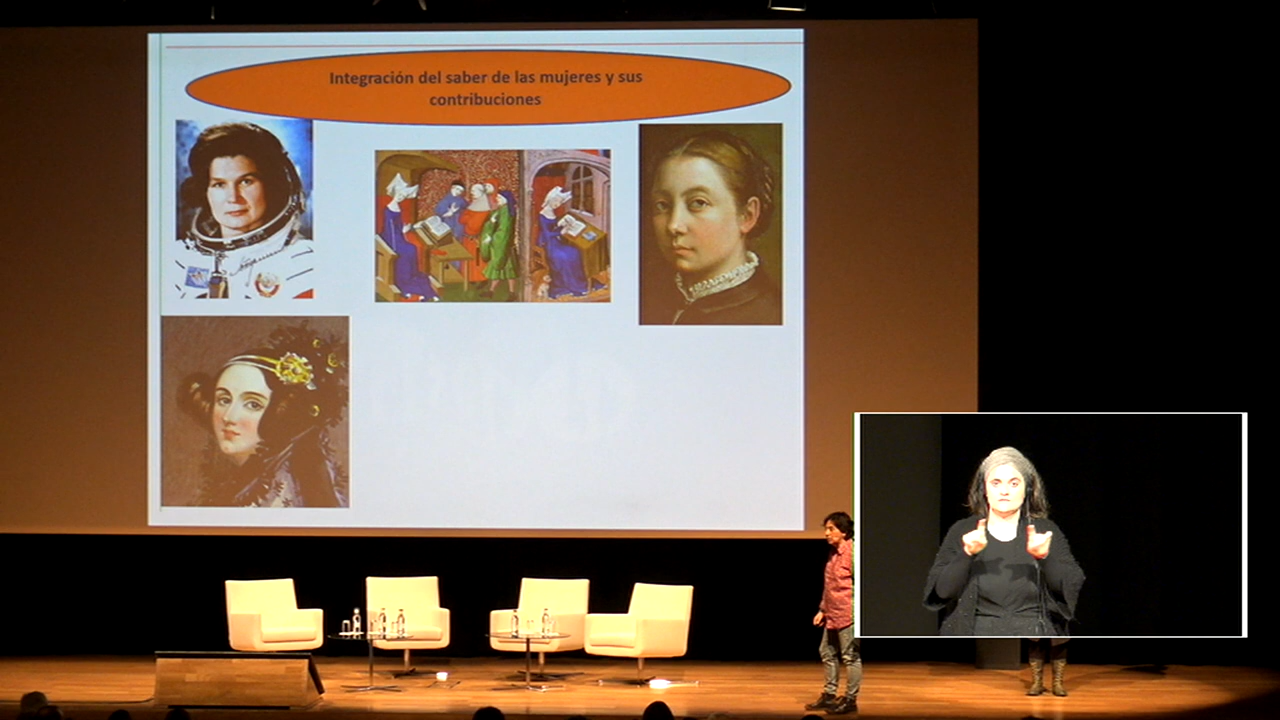 Integración del saber de las mujeres y sus
contribuciones